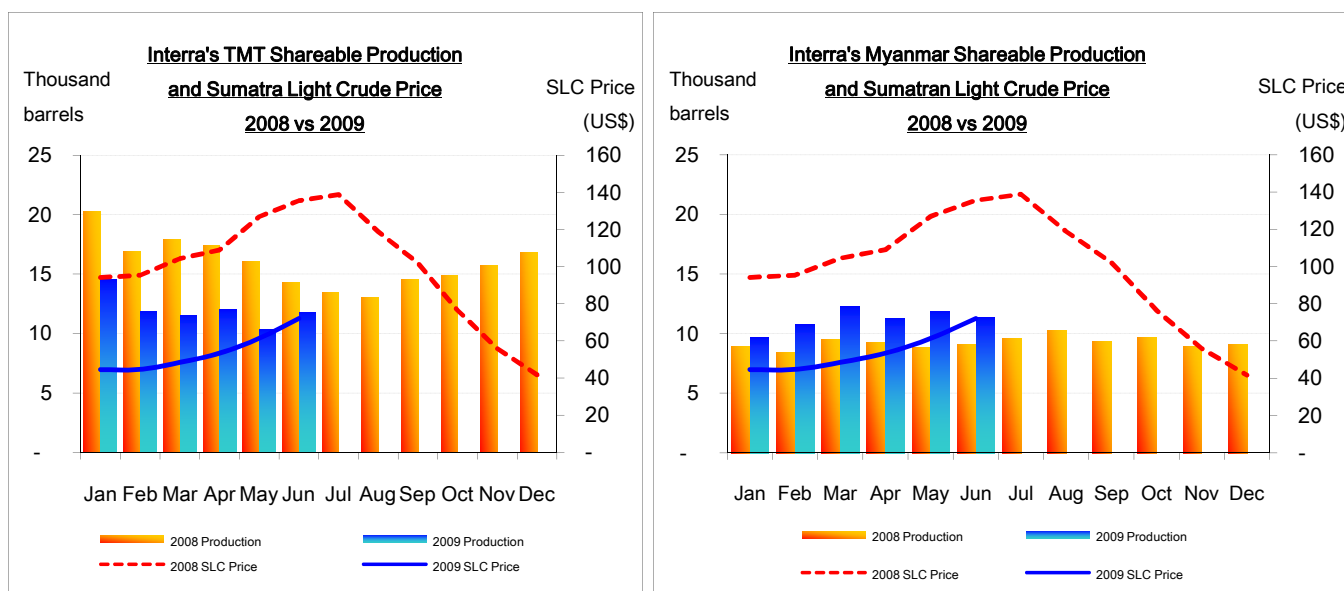 Interra's TMT Shareable Production
and Sumatra Light Crude Price
2008 vs 2009
Thousand
barrels
SLC Price
(US$)
25
20
15
10
5
-
160
140
120
100
80
60
40
20
-
Jan Feb Mar Apr May Jun Jul Aug Sep Oct Nov Dec
2008 Production
2009 Production
2008 SLC Price
2009 SLC Price
Interra's Myanmar Shareable Production
and Sumatran Light Crude Price
2008 vs 2009
Thousand
barrels
SLC Price
(US$)
25
20
15
10
5
-
160
140
120
100
80
60
40
20
-
Jan Feb Mar Apr May Jun Jul Aug Sep Oct Nov Dec
2008 Production
2009 Production
2008 SLC Price
2009 SLC Price